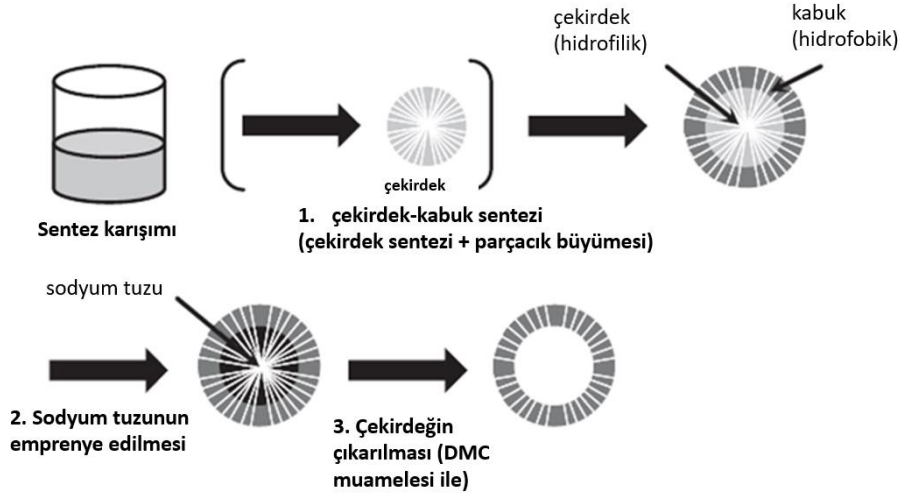 çekirdek
(hidrofilik)
kabuk
(hidrofobik)
çekirdek
Sentez karışımı
1. çekirdek-kabuk sentezi
(çekirdek sentezi + parçacık büyümesi)
sodyum tuzu
2. Sodyum tuzunun
emprenye edilmesi
3. Çekirdeğin
çıkarılması (DMC
muamelesi ile)